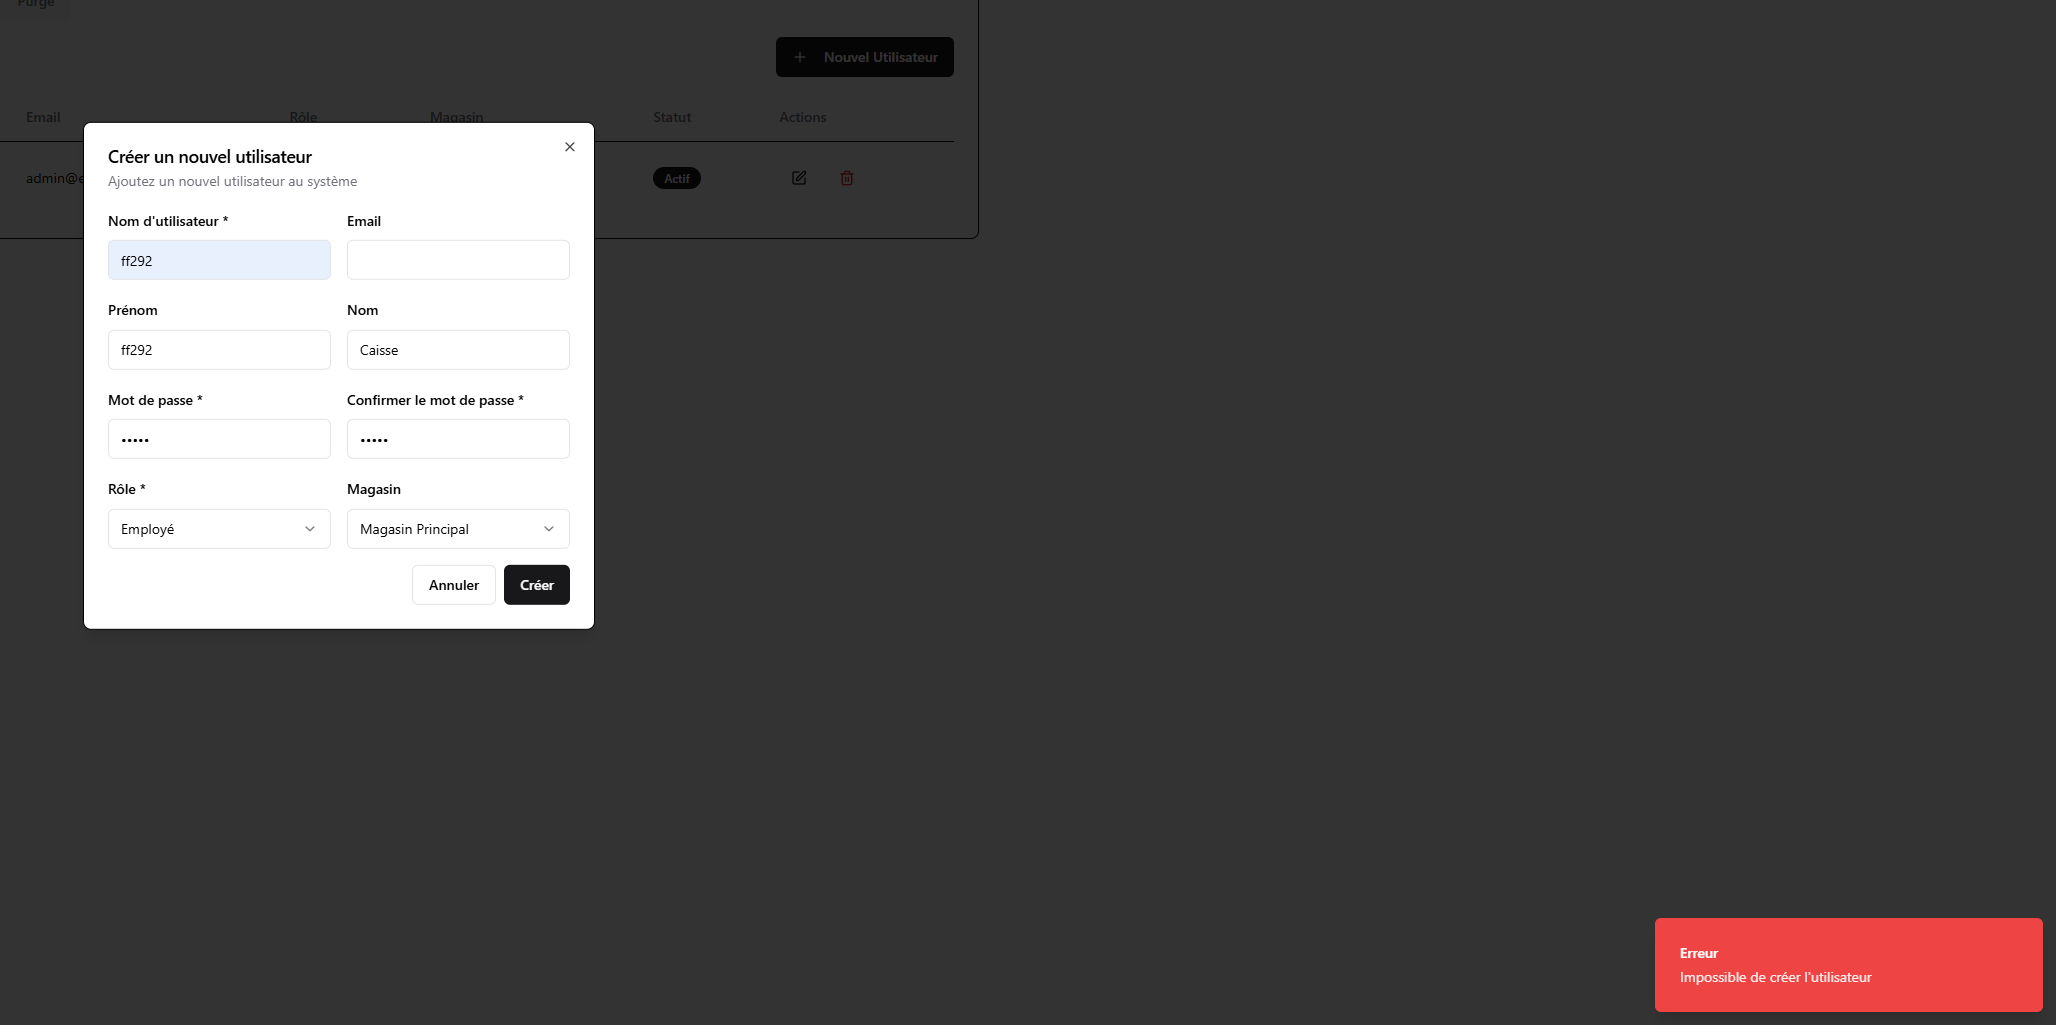 Purge
Nouvel Utilisateur
Email Rôle Magasin Statut Actions
admin@e
Actif
Créer un nouvel utilisateur
Ajoutez un nouvel utilisateur au système
Nom d'utilisateur * Email
ff292
Prénom Nom
ff292 Caisse
Mot de passe * Confirmer le mot de passe *
••••• •••••
Rôle * Magasin
Employé Magasin Principal
Annuler Créer
Erreur
Impossible de créer l'utilisateur